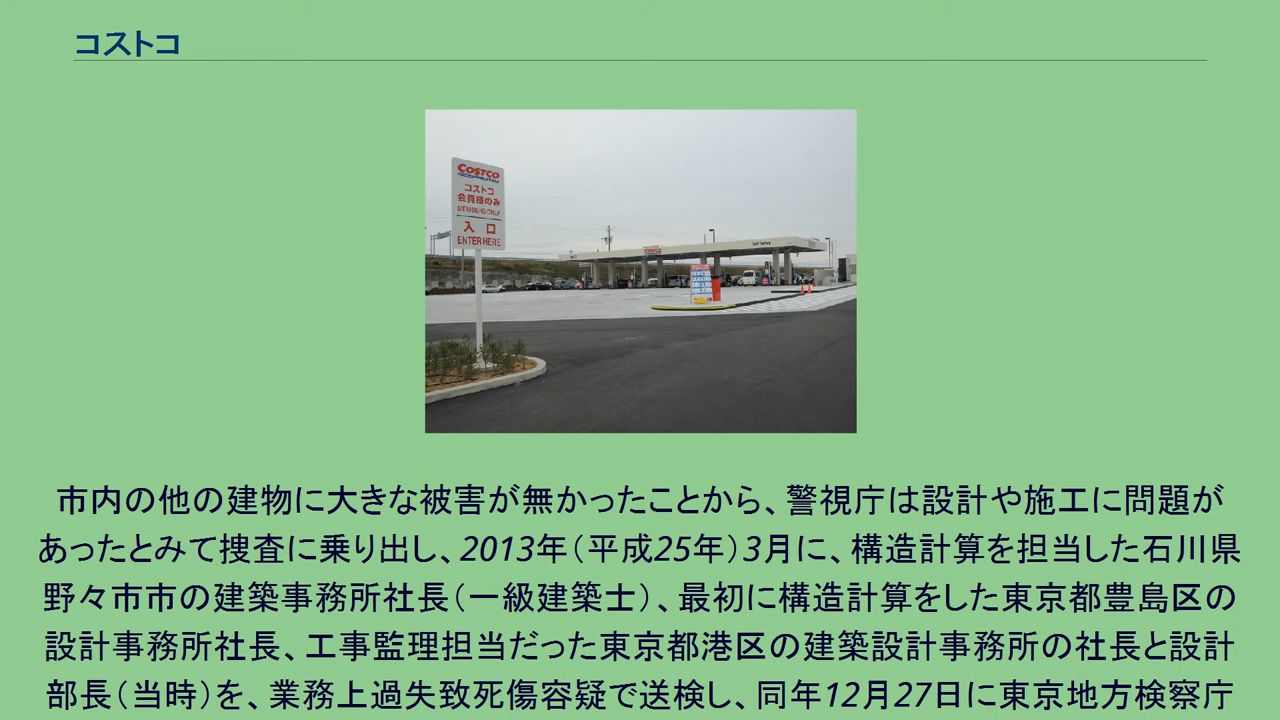 コストコ
COSTCO
コストコ
会員様のみ
MEMBERS ONLY
入口
ENTER HERE
市内の他の建物に大きな被害が無かったことから、警視庁は設計や施工に問題が
あったとみて捜査に乗り出し、2013年（平成25年）3月に、構造計算を担当した石川県
野々市市の建築事務所社長（一級建築士）、最初に構造計算をした東京都豊島区の
設計事務所社長、工事監理担当だった東京都港区の建築設計事務所の社長と設計
部長（当時）を、業務上過失致死傷容疑で送検し、同年12月27日に東京地方検察庁